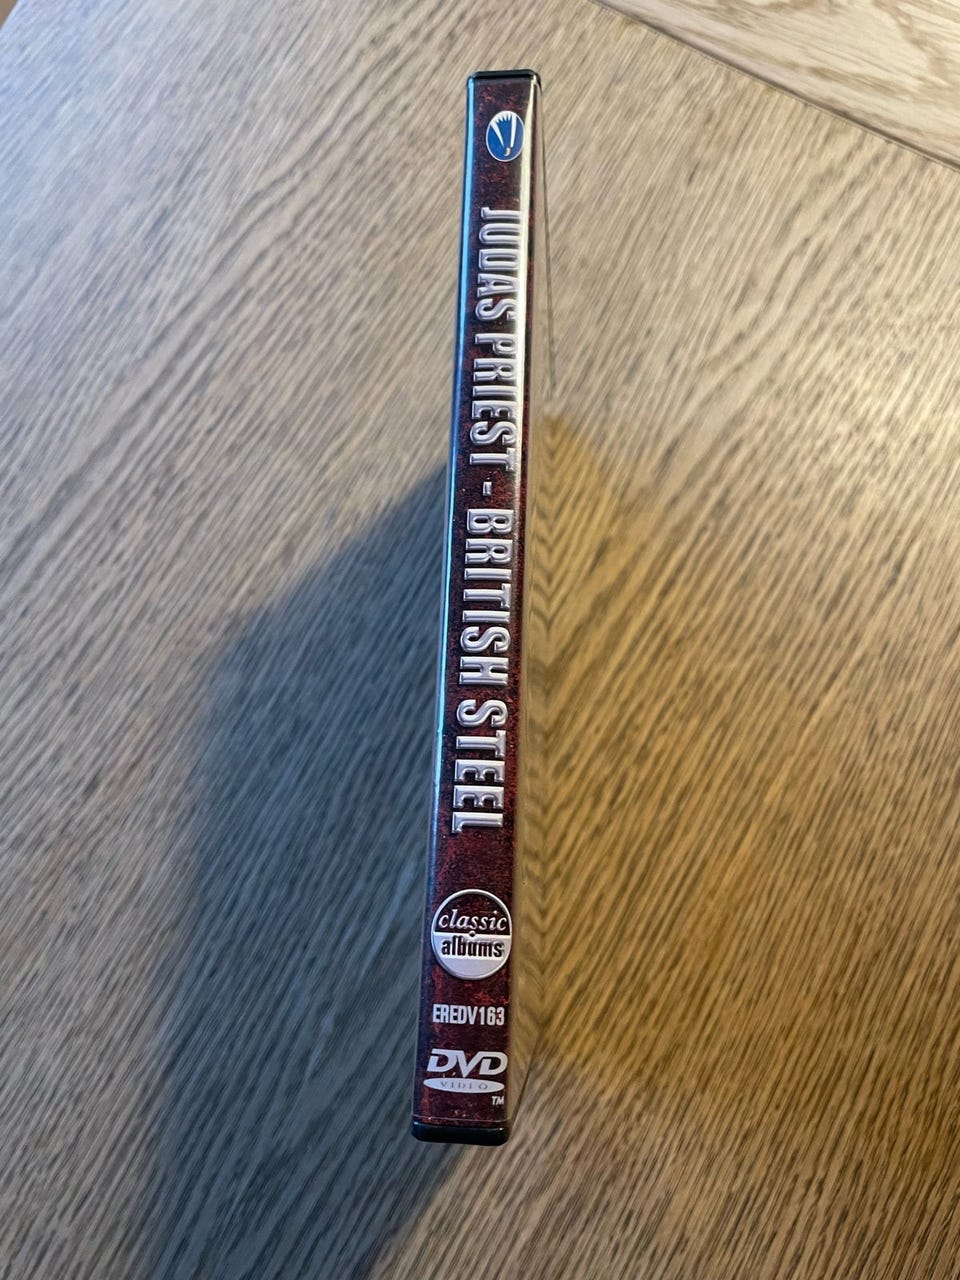 JUDAS PRIEST - BRITISH STEEL
classic
albums
EREDV163
DVD
VIDEO
TM